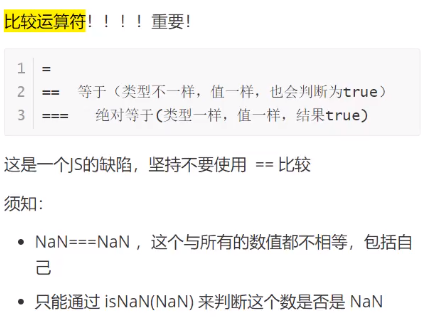 比较运算符！！！！重要！
1 =
2 == 等于（类型不一样，值一样，也会判断为true）
3 === 绝对等于(类型一样，值一样，结果true)
这是一个JS的缺陷，坚持不要使用 == 比较
须知：
• NaN===NaN ，这个与所有的数值都不相等，包括自
己
• 只能通过 isNaN(NaN) 来判断这个数是否是 NaN